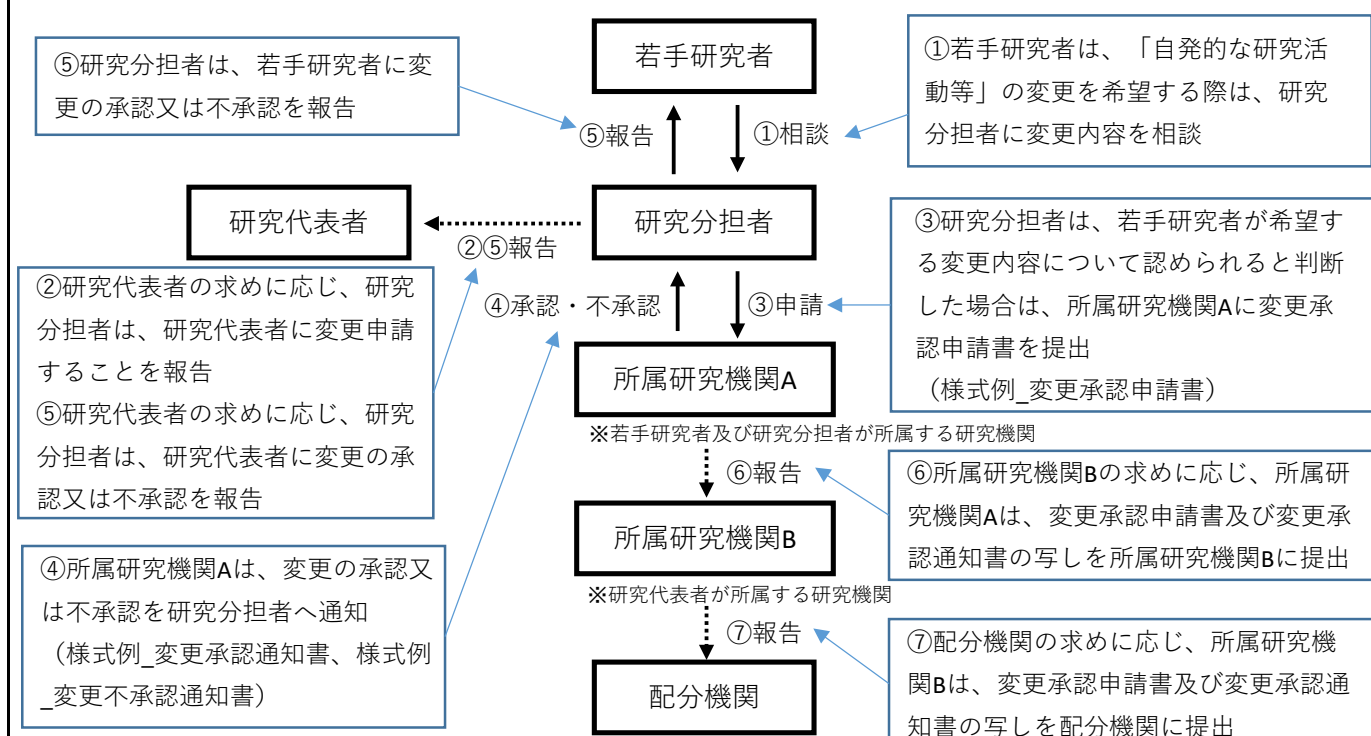 ⑤研究分担者は、若手研究者に変
更の承認又は不承認を報告
若手研究者
①若手研究者は、「自発的な研究活
動等」の変更を希望する際は、研究
分担者に変更内容を相談
⑤報告
①相談
研究代表者
研究分担者
②⑤報告
③研究分担者は、若手研究者が希望す
る変更内容について認められると判断
した場合は、所属研究機関Aに変更承
認申請書を提出
（様式例_変更承認申請書）
②研究代表者の求めに応じ、研究
分担者は、研究代表者に変更申請
することを報告
⑤研究代表者の求めに応じ、研究
分担者は、研究代表者に変更の承
認又は不承認を報告
④承認・不承認
③申請
所属研究機関A
※若手研究者及び研究分担者が所属する研究機関
⑥報告
⑥所属研究機関Bの求めに応じ、所属研
究機関Aは、変更承認申請書及び変更承
認通知書の写しを所属研究機関Bに提出
所属研究機関B
※研究代表者が所属する研究機関
④所属研究機関Aは、変更の承認又
は不承認を研究分担者へ通知
（様式例_変更承認通知書、様式例
_変更不承認通知書）
⑦報告
⑦配分機関の求めに応じ、所属研究機
関Bは、変更承認申請書及び変更承認通
知書の写しを配分機関に提出
配分機関